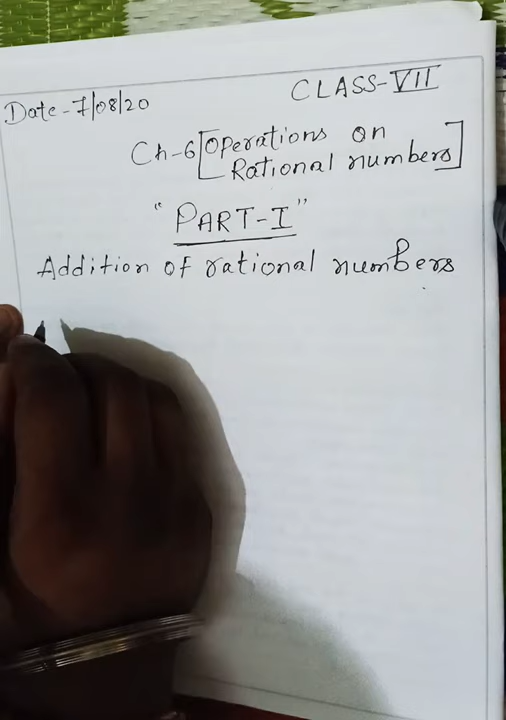 Date-7/08/20
CLASS-VII
Ch-6 [Operations on
Rational numbers]
"PART-I"
Addition of rational numbers